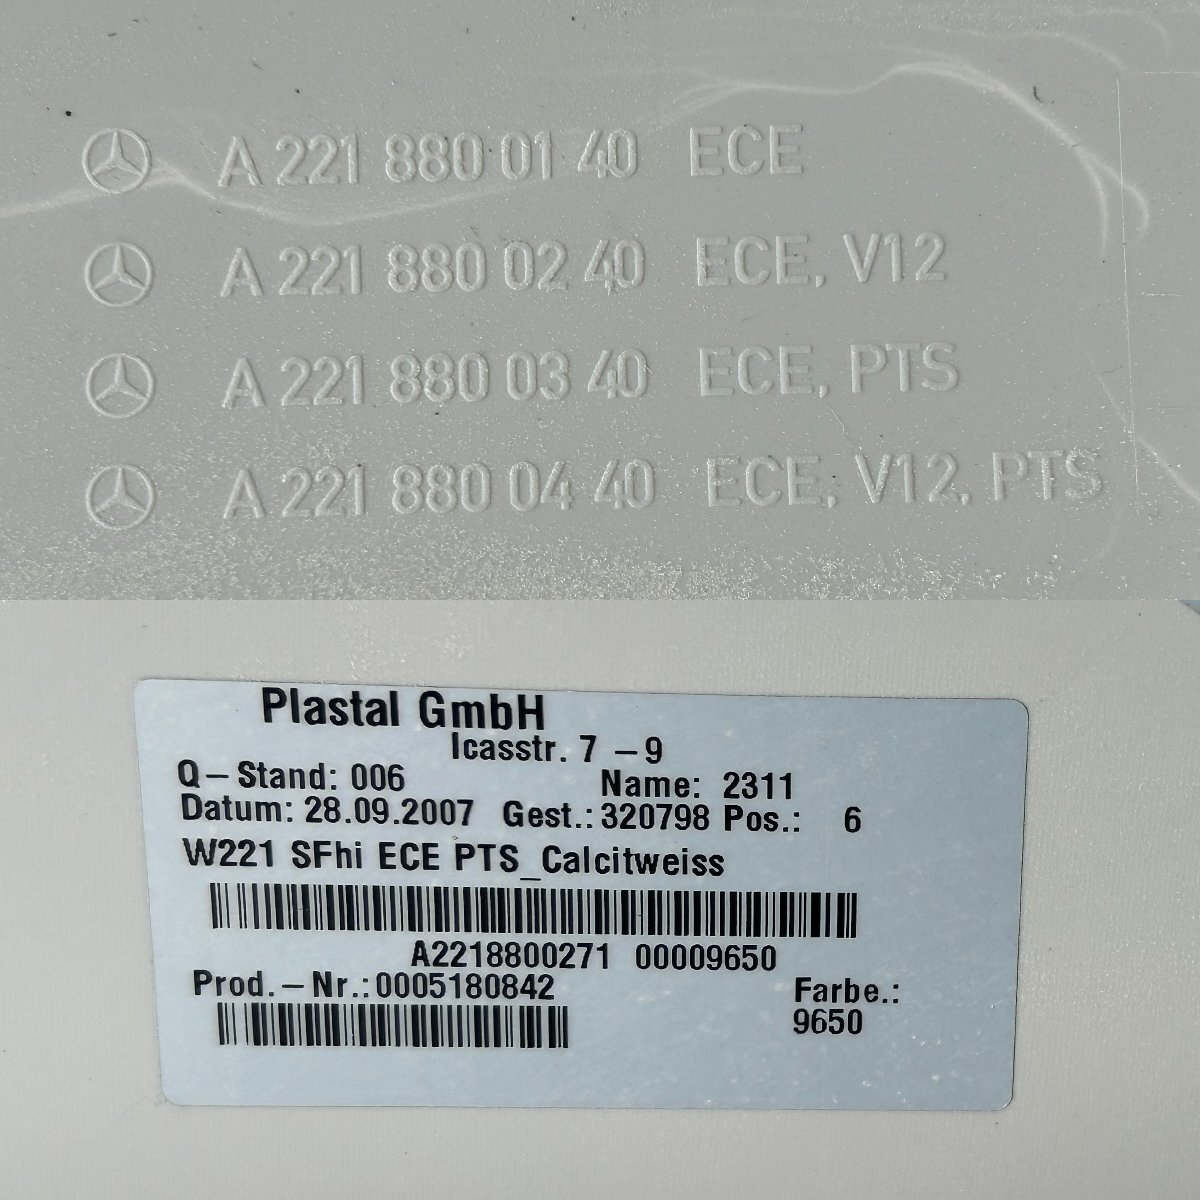 A 221 880 01 40 ECE
A 221 880 02 40 ECE, V12
A 221 880 03 40 ECE, PTS
A 221 880 04 40 ECE, V12, PTS
Plastal GmbH
Icasstr. 7 –9
Q–Stand: 006 Name: 2311
Datum: 28.09.2007 Gest.: 320798 Pos.: 6
W221 SFhi ECE PTS_Calcitweiss
A2218800271 00009650
Prod.–Nr.:0005180842 Farbe.:
9650